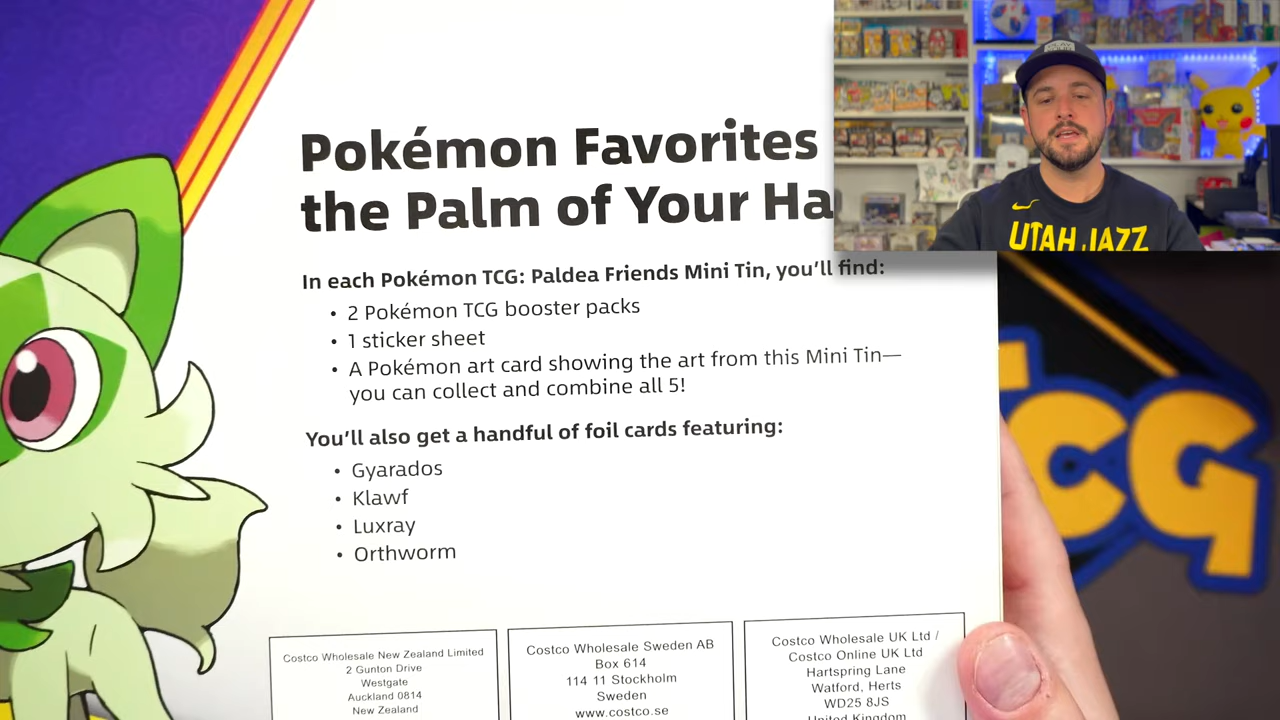 Pokémon Favorites
the Palm of Your Ha
In each Pokémon TCG: Paldea Friends Mini Tin, you'll find:
• 2 Pokémon TCG booster packs
• 1 sticker sheet
• A Pokémon art card showing the art from this Mini Tin—
you can collect and combine all 5!
You'll also get a handful of foil cards featuring:
• Gyarados
• Klawf
• Luxray
• Orthworm
Costco Wholesale New Zealand Limited
2 Gunton Drive
Westgate
Auckland 0814
New Zealand
Costco Wholesale Sweden AB
Box 614
114 11 Stockholm
Sweden
www.costco.se
Costco Wholesale UK Ltd /
Costco Online UK Ltd
Hartspring Lane
Watford, Herts
WD25 8JS
United Kingdom
UTAH JAZZ
TCG